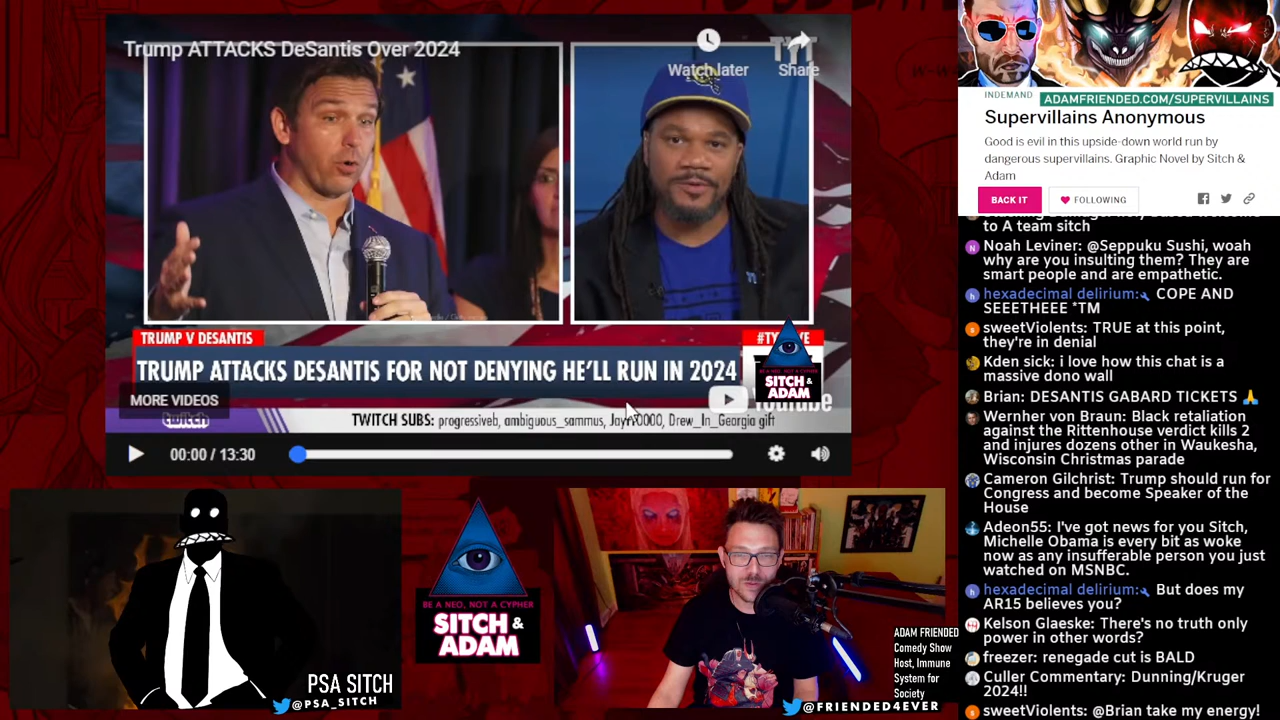 Trump ATTACKS DeSantis Over 2024
Watch later
Share
TRUMP V DESANTIS
TRUMP ATTACKS DESANTIS FOR NOT DENYING HE'LL RUN IN 2024
SITCH &
ADAM
MORE VIDEOS
twitch
TWITCH SUBS: progressiveb, ambiguous_sammus, Jayrx0000, Drew_In_Georgia gift
00:00 / 13:30
INDEMAND
ADAMFRIENDED.COM/SUPERVILLAINS
Supervillains Anonymous
Good is evil in this upside-down world run by
dangerous supervillains. Graphic Novel by Sitch &
Adam
BACK IT
FOLLOWING
to A team sitch
Noah Leviner: @Seppuku Sushi, woah
why are you insulting them? They are
smart people and are empathetic.
hexadecimal delirium: COPE AND
SEEETHEEE *TM
sweetViolents: TRUE at this point,
they're in denial
Kden sick: i love how this chat is a
massive dono wall
Brian: DESANTIS GABARD TICKETS 🙏
Wernher von Braun: Black retaliation
against the Rittenhouse verdict kills 2
and injures dozens other in Waukesha,
Wisconsin Christmas parade
Cameron Gilchrist: Trump should run for
Congress and become Speaker of the
House
Adeon55: I've got news for you Sitch,
Michelle Obama is every bit as woke
now as any insufferable person you just
watched on MSNBC.
hexadecimal delirium: But does my
AR15 believes you?
Kelson Glaeske: There's no truth only
power in other words?
freezer: renegade cut is BALD
Culler Commentary: Dunning/Kruger
2024!!
sweetViolents: @Brian take my energy!
PSA SITCH
@PSA_SITCH
BE A NEO, NOT A CYPHER
SITCH &
ADAM
ADAM FRIENDED
Comedy Show
Host, Immune
System for
Society
@FRIENDED4EVER